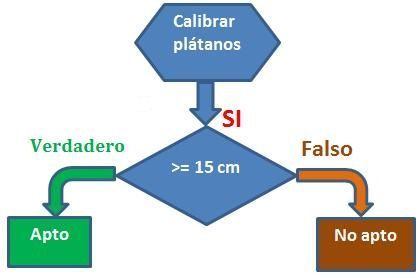 Calibrar
plátanos
SI
Verdadero
Falso
>= 15 cm
Apto
No apto